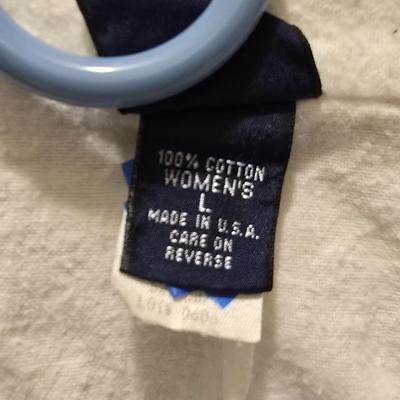 100% COTTON
WOMEN'S
L
MADE IN U.S.A.
CARE ON
REVERSE